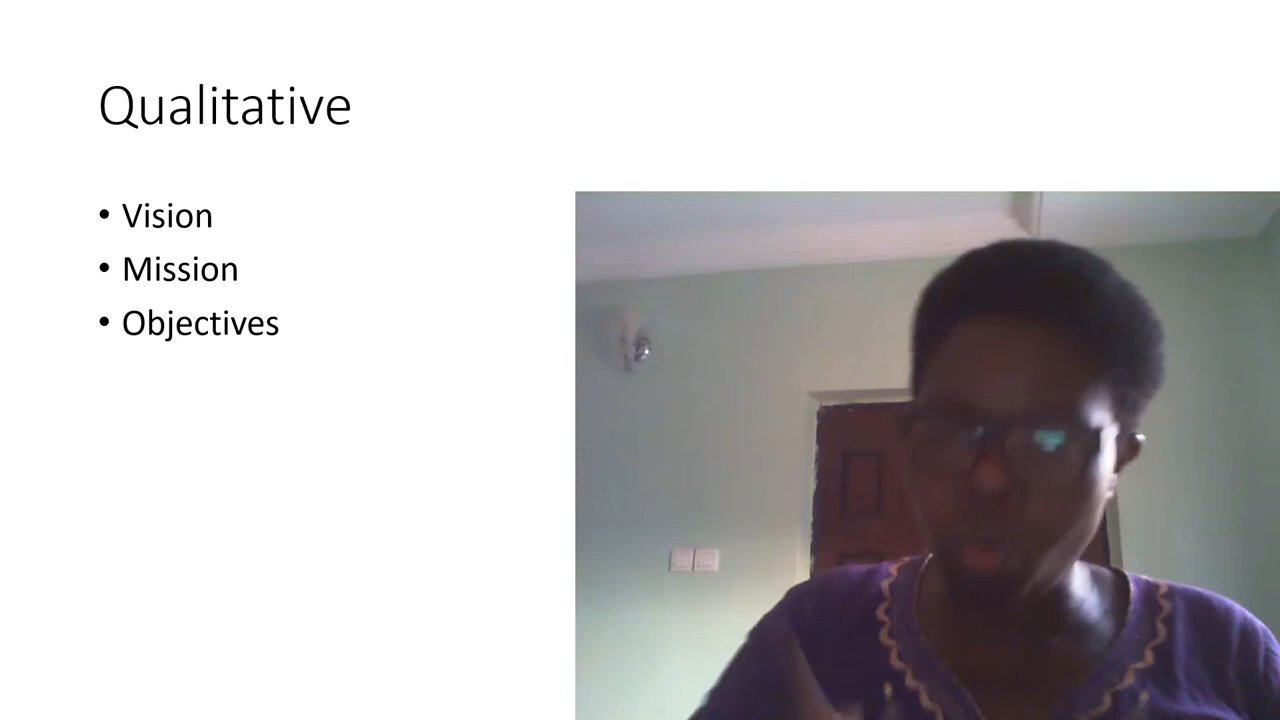 Qualitative
• Vision
• Mission
• Objectives